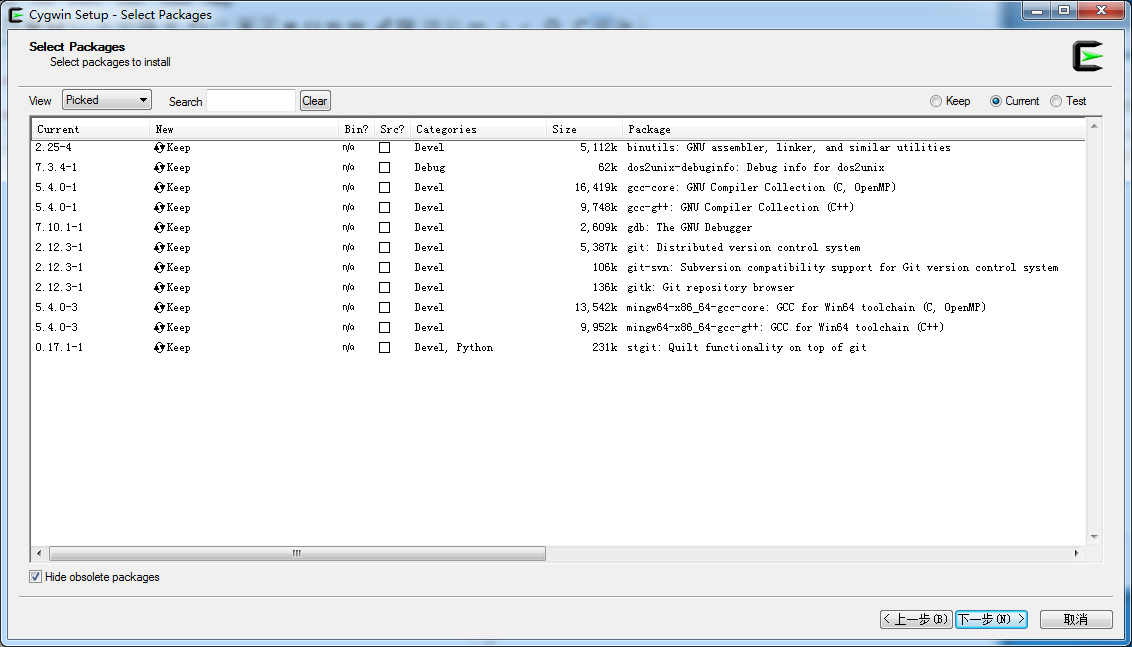 Cygwin Setup - Select Packages
Select Packages
Select packages to install
View Picked Search Clear Keep Current Test
Current New Bin? Src? Categories Size Package
2.25-4 Keep n/a Devel 5,112k binutils: GNU assembler, linker, and similar utilities
7.3.4-1 Keep n/a Debug 62k dos2unix-debuginfo: Debug info for dos2unix
5.4.0-1 Keep n/a Devel 16,419k gcc-core: GNU Compiler Collection (C, OpenMP)
5.4.0-1 Keep n/a Devel 9,748k gcc-g++: GNU Compiler Collection (C++)
7.10.1-1 Keep n/a Devel 2,609k gdb: The GNU Debugger
2.12.3-1 Keep n/a Devel 5,387k git: Distributed version control system
2.12.3-1 Keep n/a Devel 106k git-svn: Subversion compatibility support for Git version control system
2.12.3-1 Keep n/a Devel 136k gitk: Git repository browser
5.4.0-3 Keep n/a Devel 13,542k mingw64-x86_64-gcc-core: GCC for Win64 toolchain (C, OpenMP)
5.4.0-3 Keep n/a Devel 9,952k mingw64-x86_64-gcc-g++: GCC for Win64 toolchain (C++)
0.17.1-1 Keep n/a Devel, Python 231k stgit: Quilt functionality on top of git
Hide obsolete packages
< 上一步(B) 下一步(N) > 取消